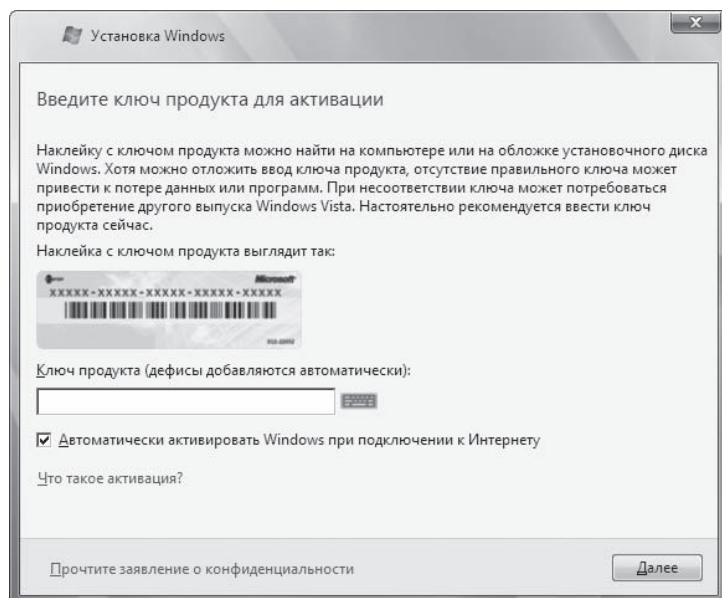 Установка Windows
Введите ключ продукта для активации
Наклейку с ключом продукта можно найти на компьютере или на обложке установочного диска
Windows. Хотя можно отложить ввод ключа продукта, отсутствие правильного ключа может
привести к потере данных или программ. При несоответствии ключа может потребоваться
приобретение другого выпуска Windows Vista. Настоятельно рекомендуется ввести ключ
продукта сейчас.
Наклейка с ключом продукта выглядит так:
Microsoft
XXXXX-XXXXX-XXXXX-XXXXX-XXXXX
Ключ продукта (дефисы добавляются автоматически):
Автоматически активировать Windows при подключении к Интернету
Что такое активация?
Прочтите заявление о конфиденциальности
Далее